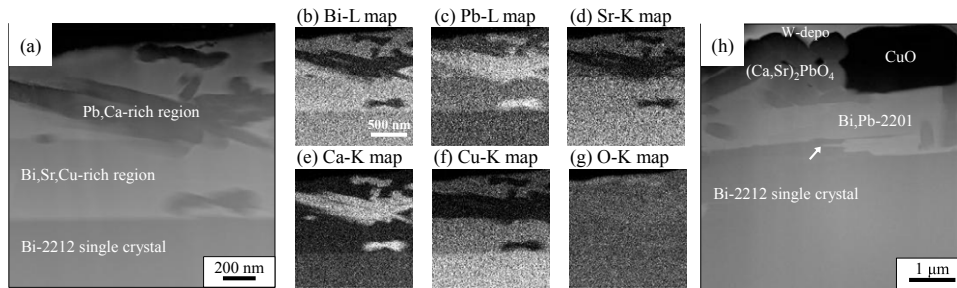 (a)
Pb,Ca-rich region
Bi,Sr,Cu-rich region
Bi-2212 single crystal
200 nm
(b) Bi-L map
(c) Pb-L map
(d) Sr-K map
500 nm
(e) Ca-K map
(f) Cu-K map
(g) O-K map
(h)
W-depo
(Ca,Sr)₂PbO₄
CuO
Bi,Pb-2201
Bi-2212 single crystal
1 μm